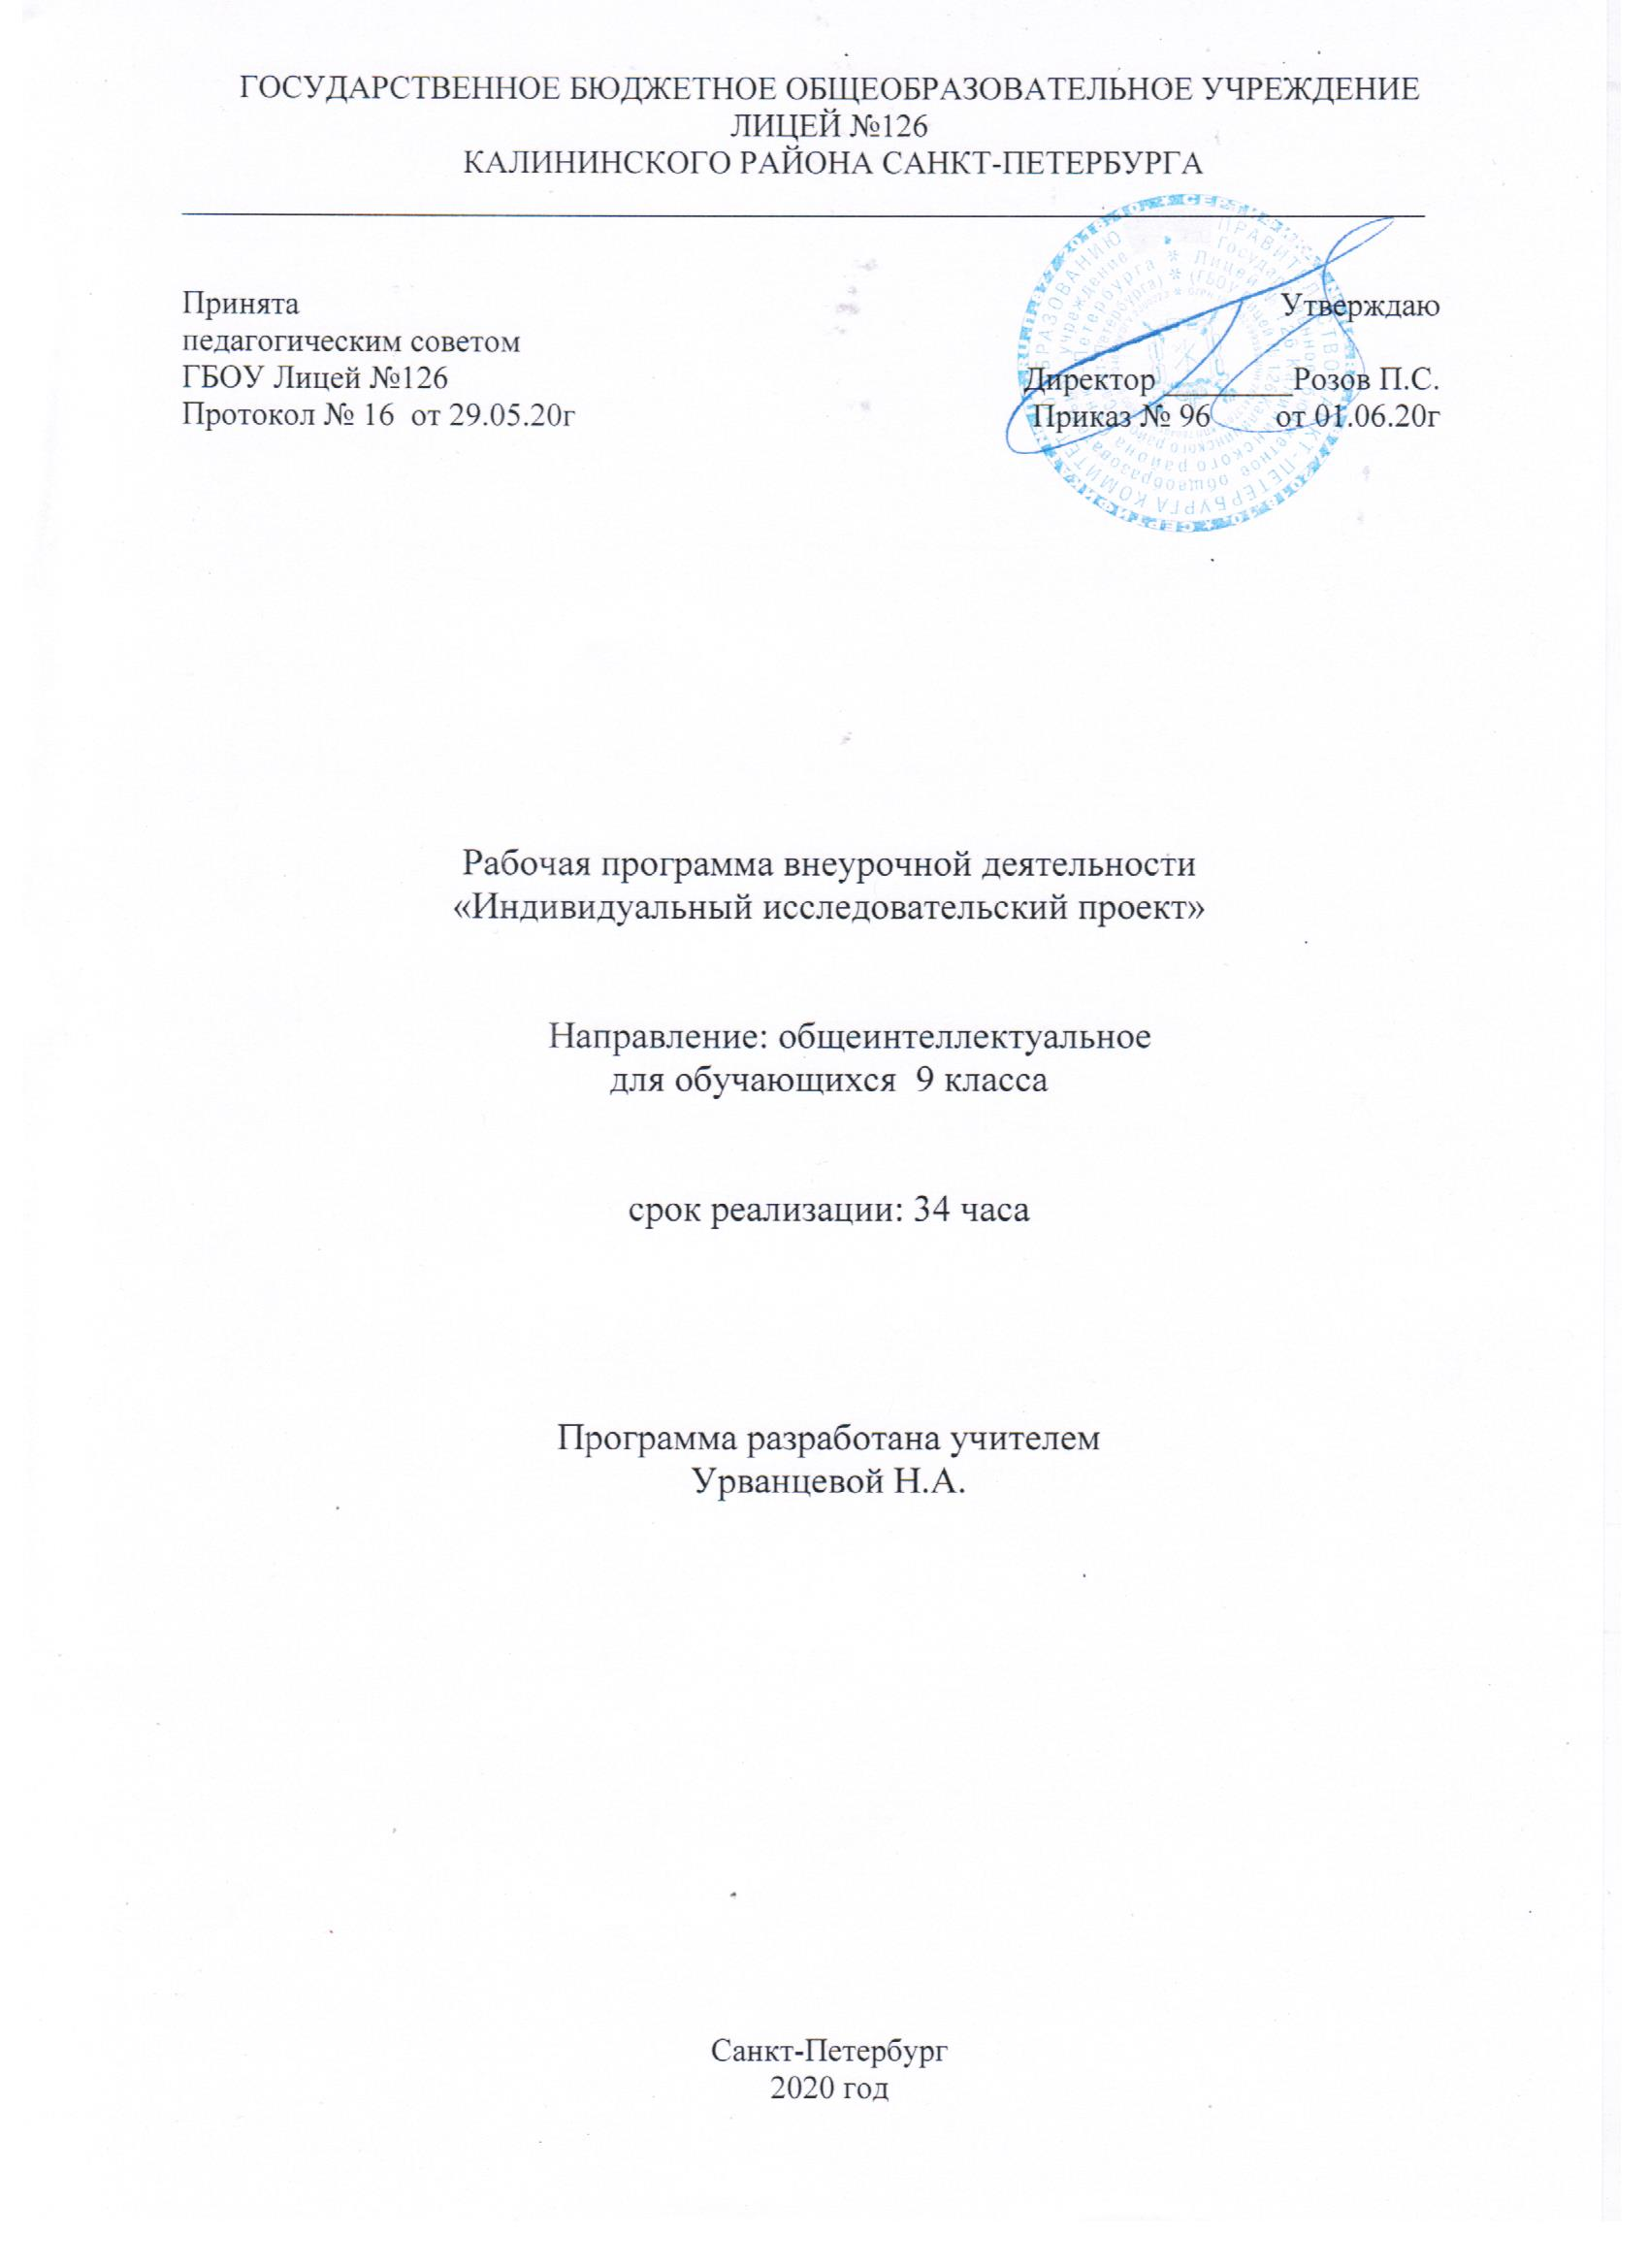 ГОСУДАРСТВЕННОЕ БЮДЖЕТНОЕ ОБЩЕОБРАЗОВАТЕЛЬНОЕ УЧРЕЖДЕНИЕ
ЛИЦЕЙ №126
КАЛИНИНСКОГО РАЙОНА САНКТ-ПЕТЕРБУРГА
Принята
педагогическим советом
ГБОУ Лицей №126
Протокол № 16 от 29.05.20г
Утверждаю
Директор ________ Розов П.С.
Приказ № 96 от 01.06.20г
Рабочая программа внеурочной деятельности
«Индивидуальный исследовательский проект»
Направление: общеинтеллектуальное
для обучающихся 9 класса
срок реализации: 34 часа
Программа разработана учителем
Урванцевой Н.А.
Санкт-Петербург
2020 год